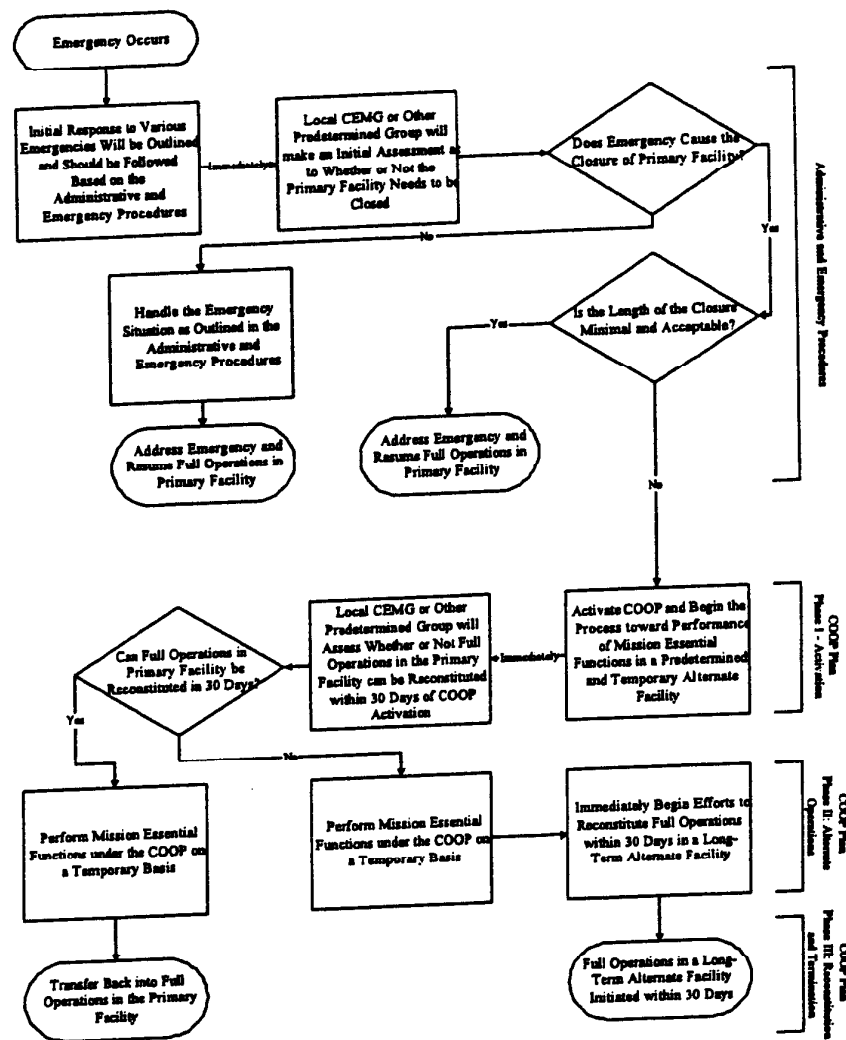 Emergency Occurs
Initial Response to Various
Emergencies Will be Outlined
and Should be Followed
Based on the
Administrative and
Emergency Procedures
Immediately
Local CEMG or Other
Predetermined Group will
make an Initial Assessment as
to Whether or Not the
Primary Facility Needs to be
Closed
Does Emergency Cause the
Closure of Primary Facility?
Yes
No
Administrative and Emergency Procedures
Handle the Emergency
Situation as Outlined in the
Administrative and
Emergency Procedures
Is the Length of the Closure
Minimal and Acceptable?
Yes
Address Emergency and
Resume Full Operations in
Primary Facility
Address Emergency and
Resume Full Operations in
Primary Facility
No
Activate COOP and Begin the
Process toward Performance
of Mission Essential
Functions in a Predetermined
and Temporary Alternate
Facility
Immediately
Local CEMG or Other
Predetermined Group will
Assess Whether or Not Full
Operations in the Primary
Facility can be Reconstituted
within 30 Days of COOP
Activation
Can Full Operations in
Primary Facility be
Reconstituted in 30 Days?
COOP Plan
Phase I - Activation
Yes
No
Perform Mission Essential
Functions under the COOP on
a Temporary Basis
Perform Mission Essential
Functions under the COOP on
a Temporary Basis
Immediately Begin Efforts to
Reconstitute Full Operations
within 30 Days in a Long-
Term Alternate Facility
COOP Plan
Phase II: Alternate
Operations
Transfer Back into Full
Operations in the Primary
Facility
Full Operations in a Long-
Term Alternate Facility
Initiated within 30 Days
COOP Plan
Phase III: Reconstitution
and Termination